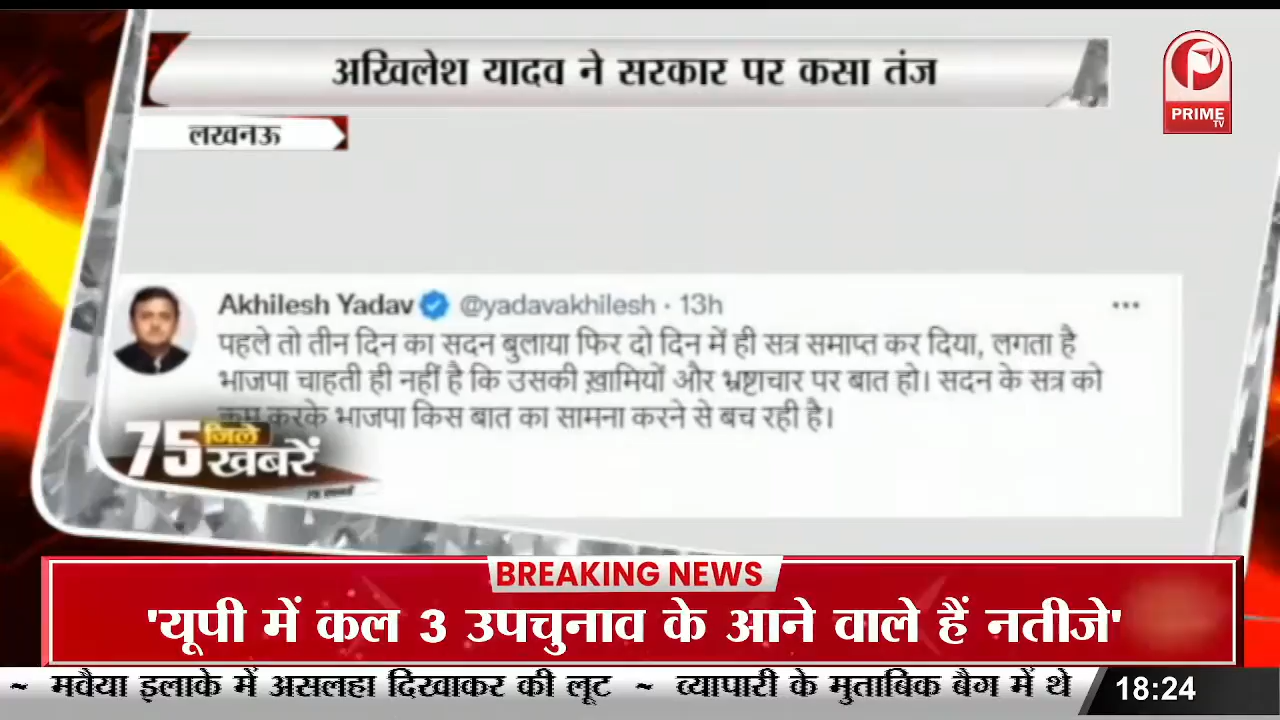 अखिलेश यादव ने सरकार पर कसा तंज
PRIME
TV
लखनऊ
Akhilesh Yadav @yadavakhilesh · 13h
पहले तो तीन दिन का सदन बुलाया फिर दो दिन में ही सत्र समाप्त कर दिया, लगता है
भाजपा चाहती ही नहीं है कि उसकी ख़ामियों और भ्रष्टाचार पर बात हो। सदन के सत्र को
कम करके भाजपा किस बात का सामना करने से बच रही है।
75 जिले
खबरें
BREAKING NEWS
'यूपी में कल 3 उपचुनाव के आने वाले हैं नतीजे'
~ मवैया इलाके में असलहा दिखाकर की लूट ~ व्यापारी के मुताबिक बैग में थे
18:24